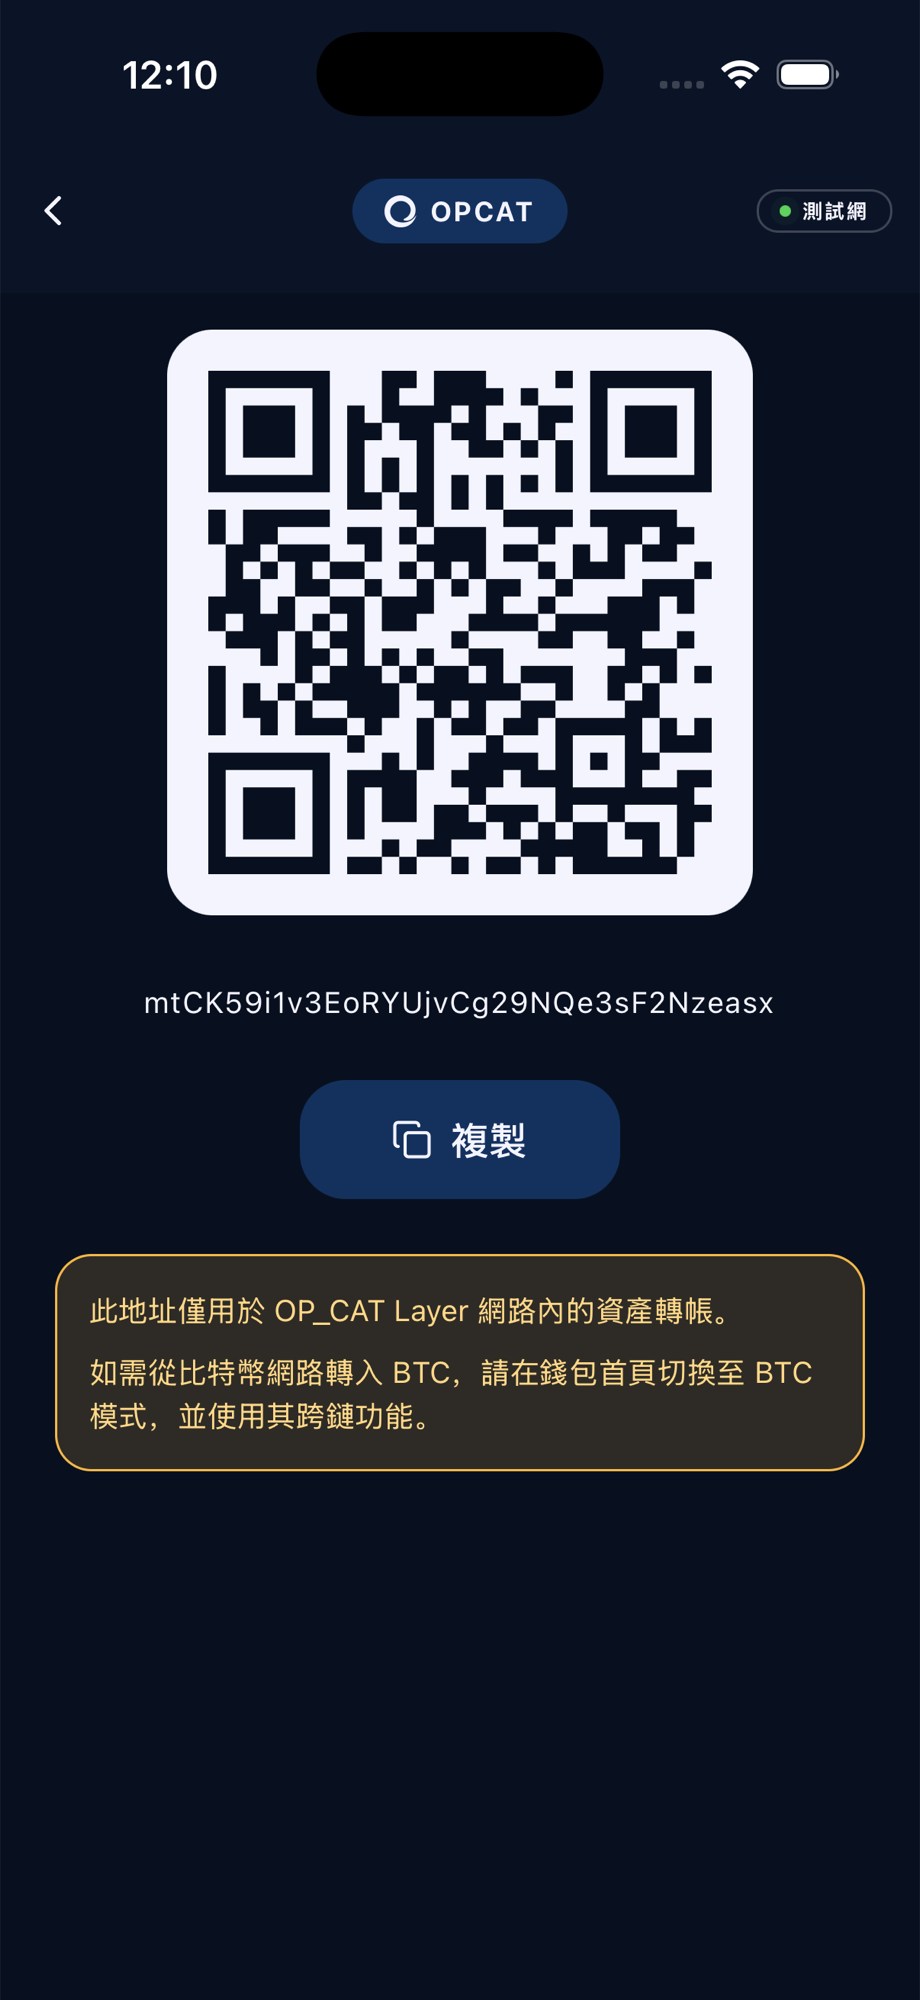 12:10
OPCAT
測試網
mtCK59i1v3EoRYUjvCg29NQe3sF2Nzeasx
複製
此地址僅用於 OP_CAT Layer 網路內的資產轉帳。
如需從比特幣網路轉入 BTC，請在錢包首頁切換至 BTC
模式，並使用其跨鏈功能。